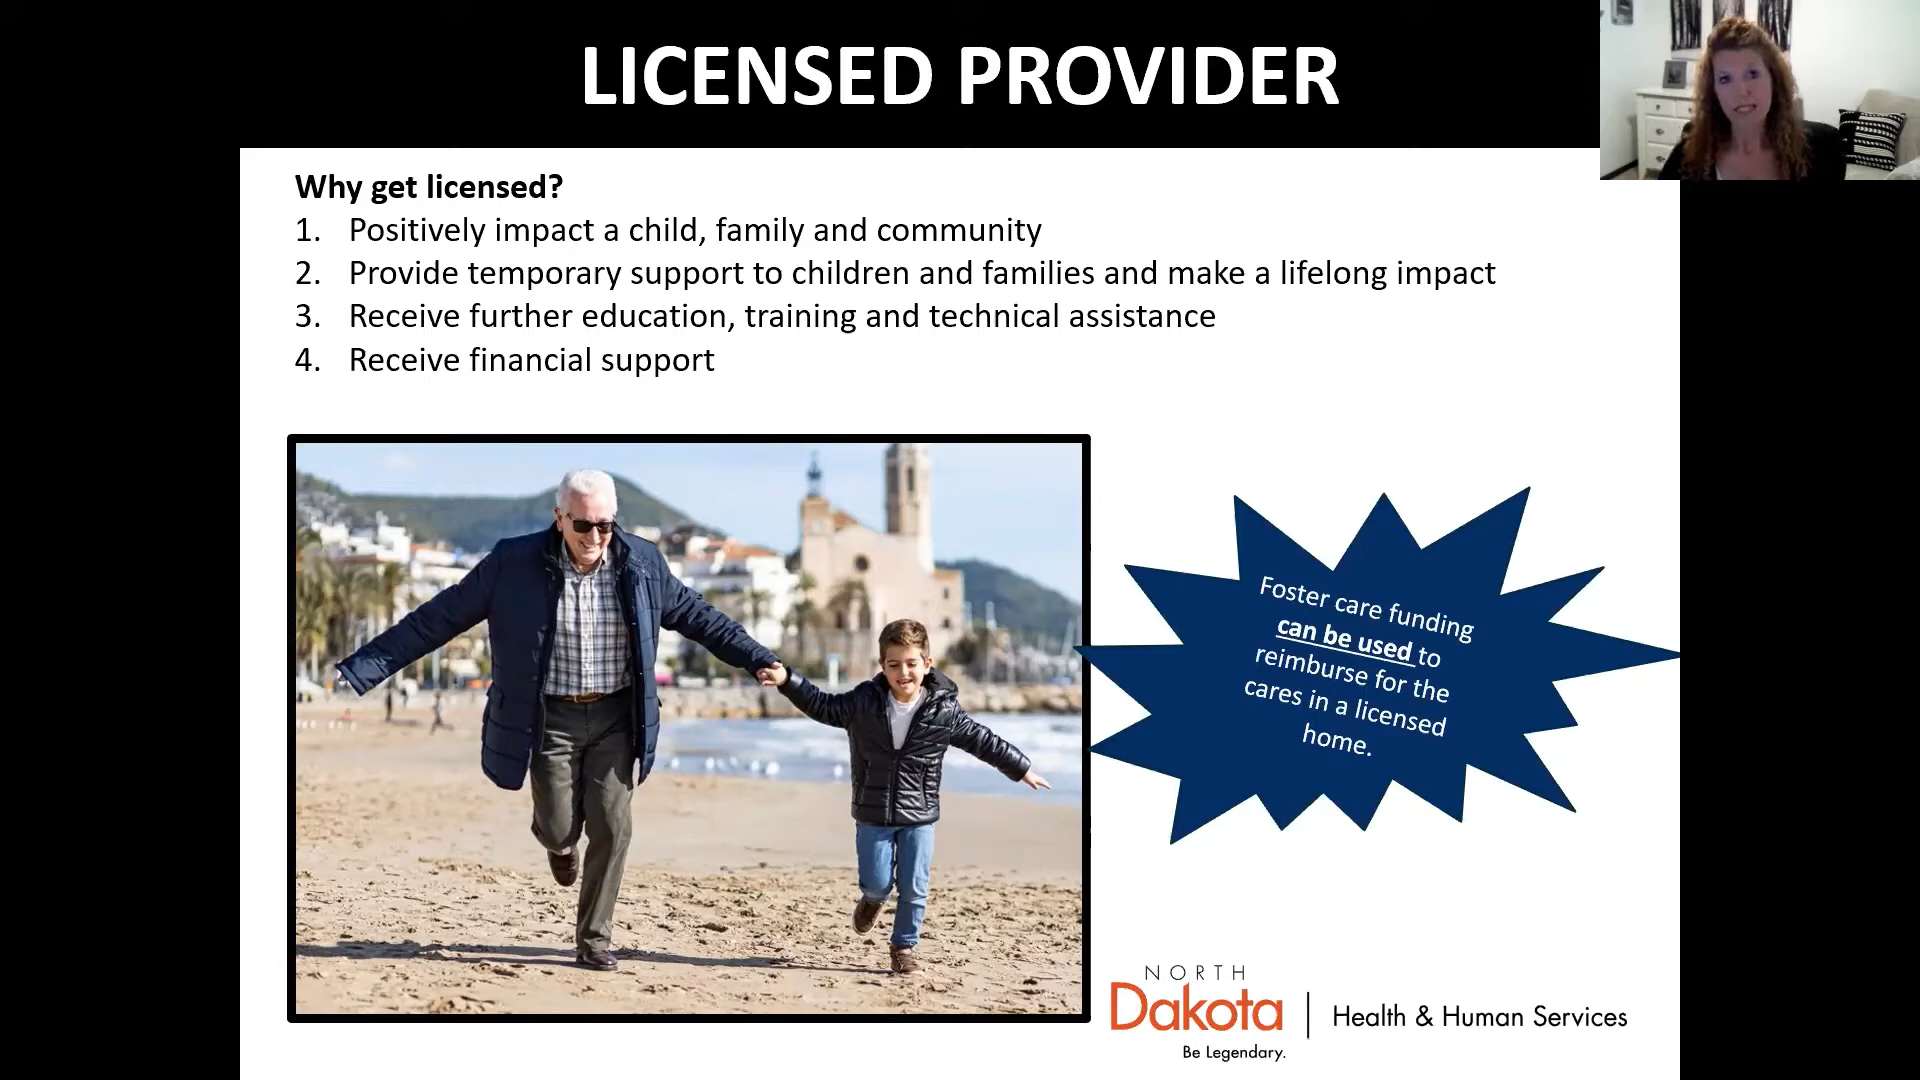 LICENSED PROVIDER
Why get licensed?
1. Positively impact a child, family and community
2. Provide temporary support to children and families and make a lifelong impact
3. Receive further education, training and technical assistance
4. Receive financial support
Foster care funding
can be used to
reimburse for the
cares in a licensed
home.
NORTH
Dakota
Be Legendary.
Health & Human Services